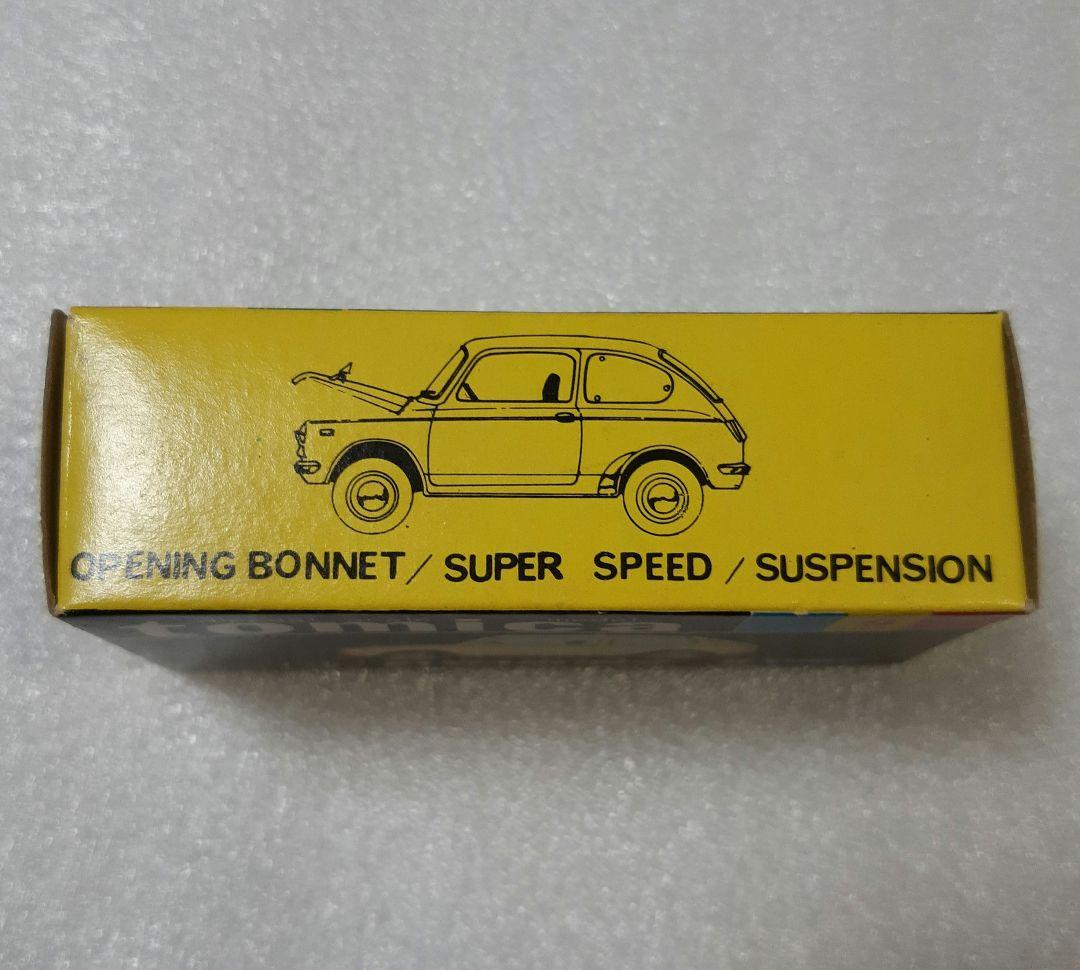 OPENING BONNET / SUPER SPEED / SUSPENSION
tomica